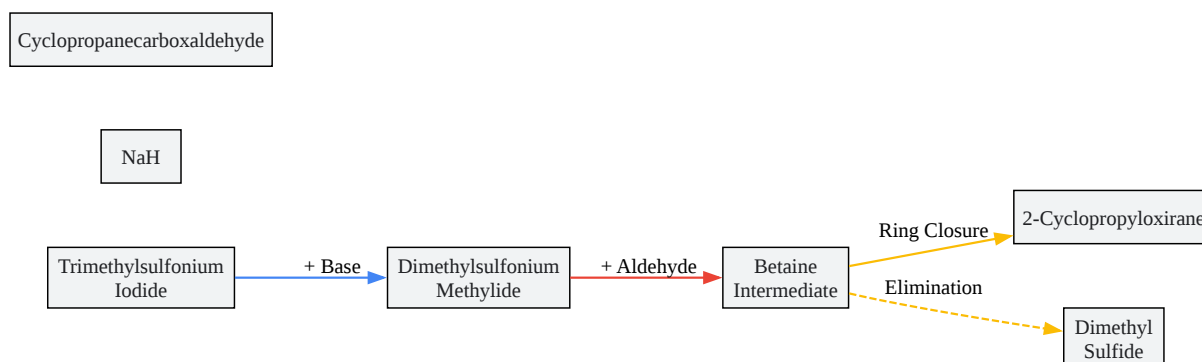 Cyclopropanecarboxaldehyde
NaH
Trimethylsulfonium
Iodide
+ Base
Dimethylsulfonium
Methylide
+ Aldehyde
Betaine
Intermediate
Ring Closure
2-Cyclopropyloxirane
Elimination
Dimethyl
Sulfide